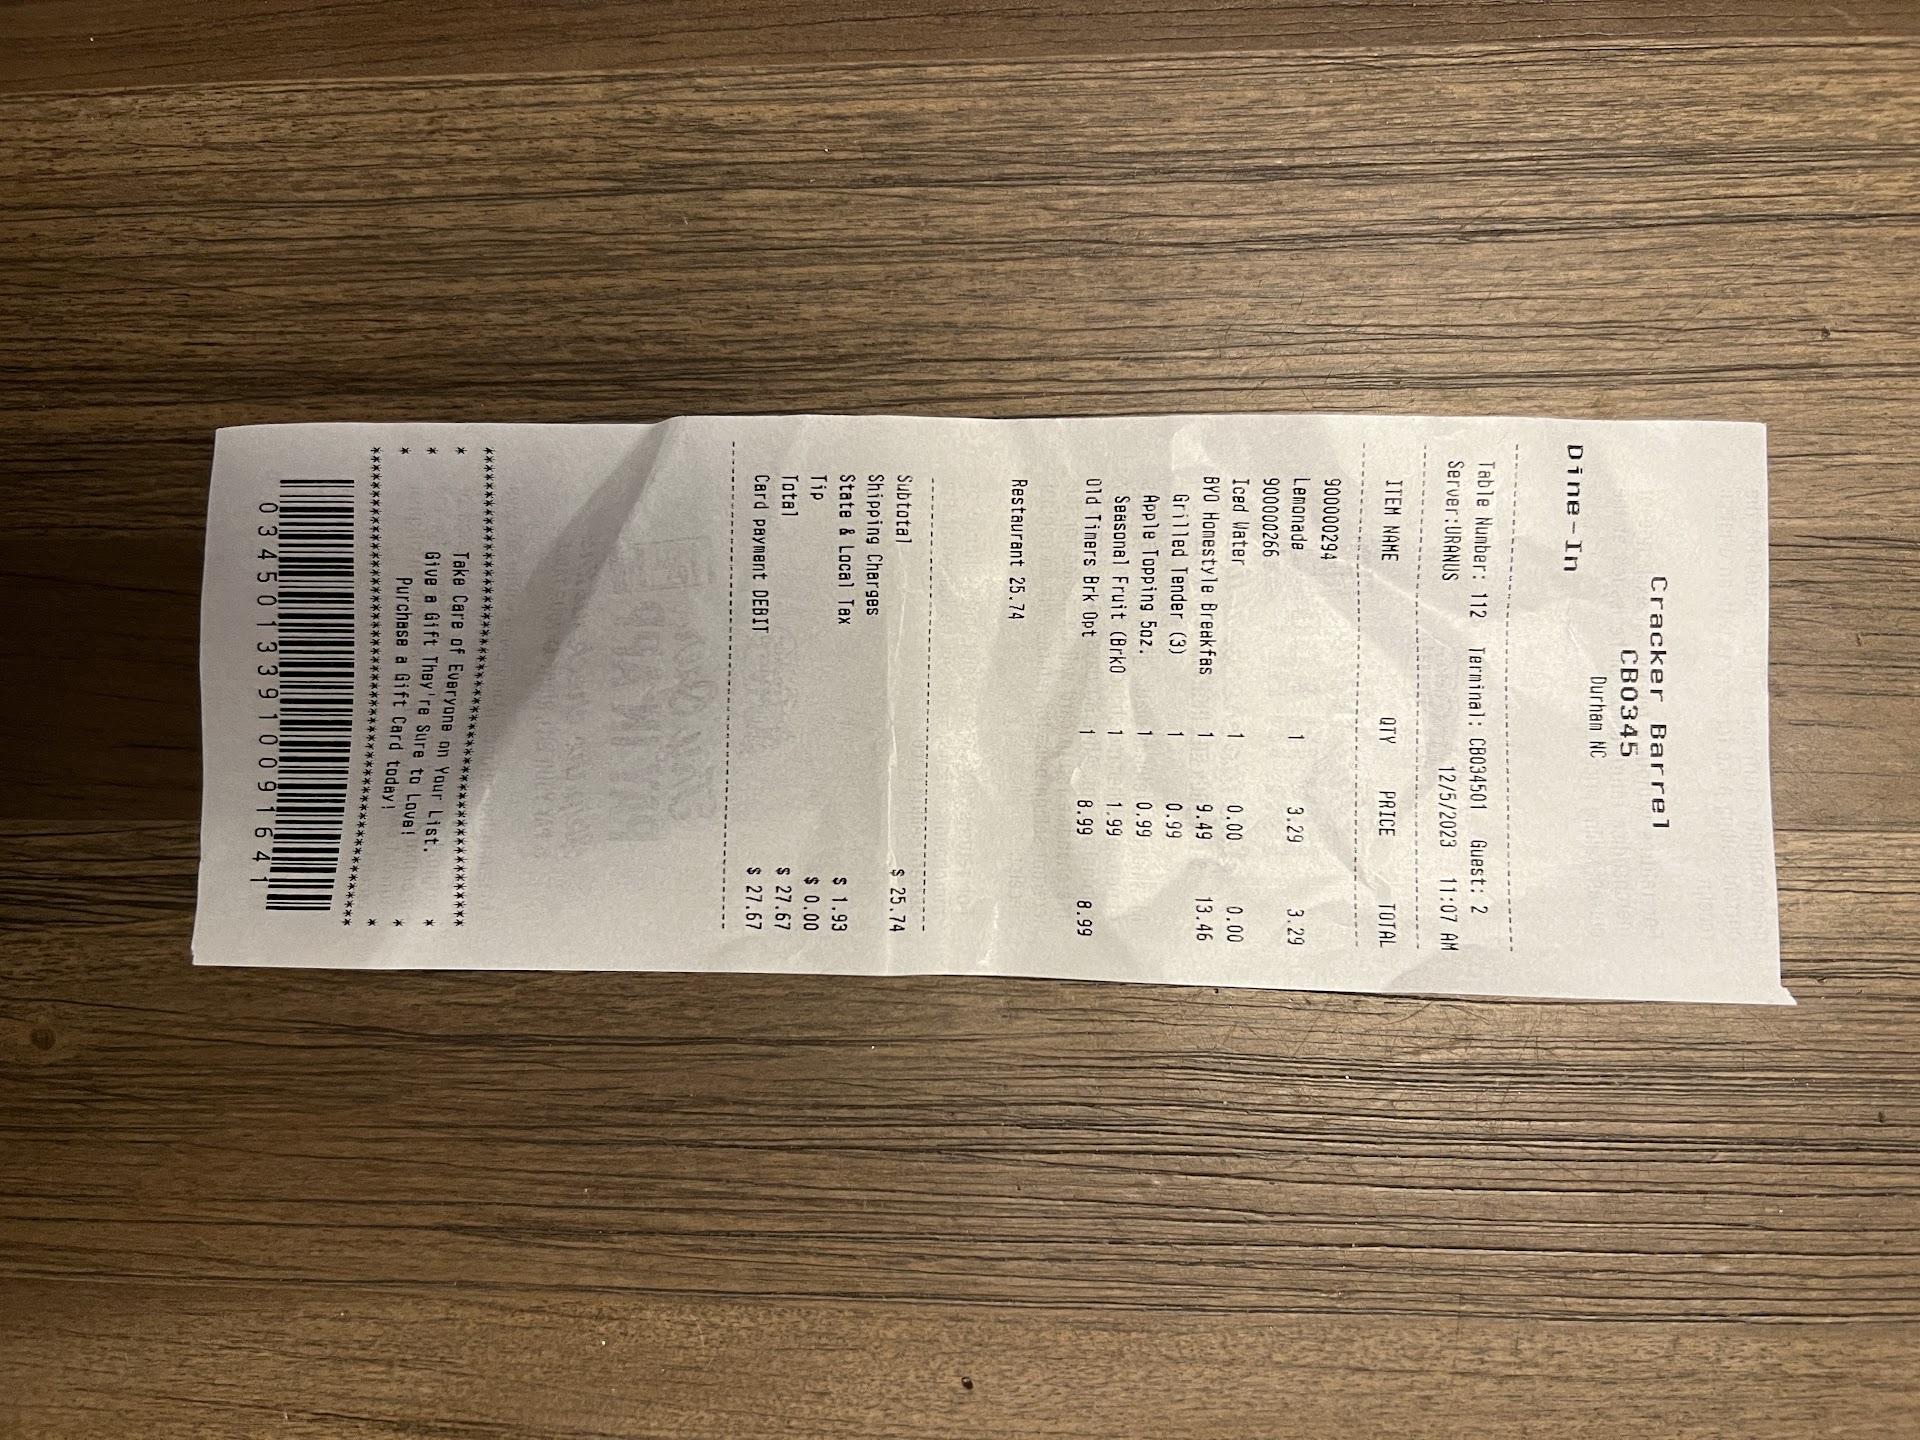 Cracker Barrel
CB0345
Durham NC
Dine-In
Table Number: 112 Terminal: CB034501 Guest: 2
Server:URANUS 12/5/2023 11:07 AM
ITEM NAME QTY PRICE TOTAL
900000294
Lemonade 1 3.29 3.29
900000266
Iced Water 1 0.00 0.00
BYO Homestyle Breakfas 1 9.49 13.46
Grilled Tender (3) 1 0.99
Apple Topping 5oz. 1 0.99
Seasonal Fruit (BrkO 1 1.99
Old Timers Brk Opt 1 8.99 8.99
Restaurant 25.74
Subtotal $ 25.74
Shipping Charges
State & Local Tax $ 1.93
Tip $ 0.00
Total $ 27.67
Card payment DEBIT $ 27.67
* Take Care of Everyone on Your List. *
* Give a Gift They're Sure to Love! *
* Purchase a Gift Card today! *
0345013391009164 1